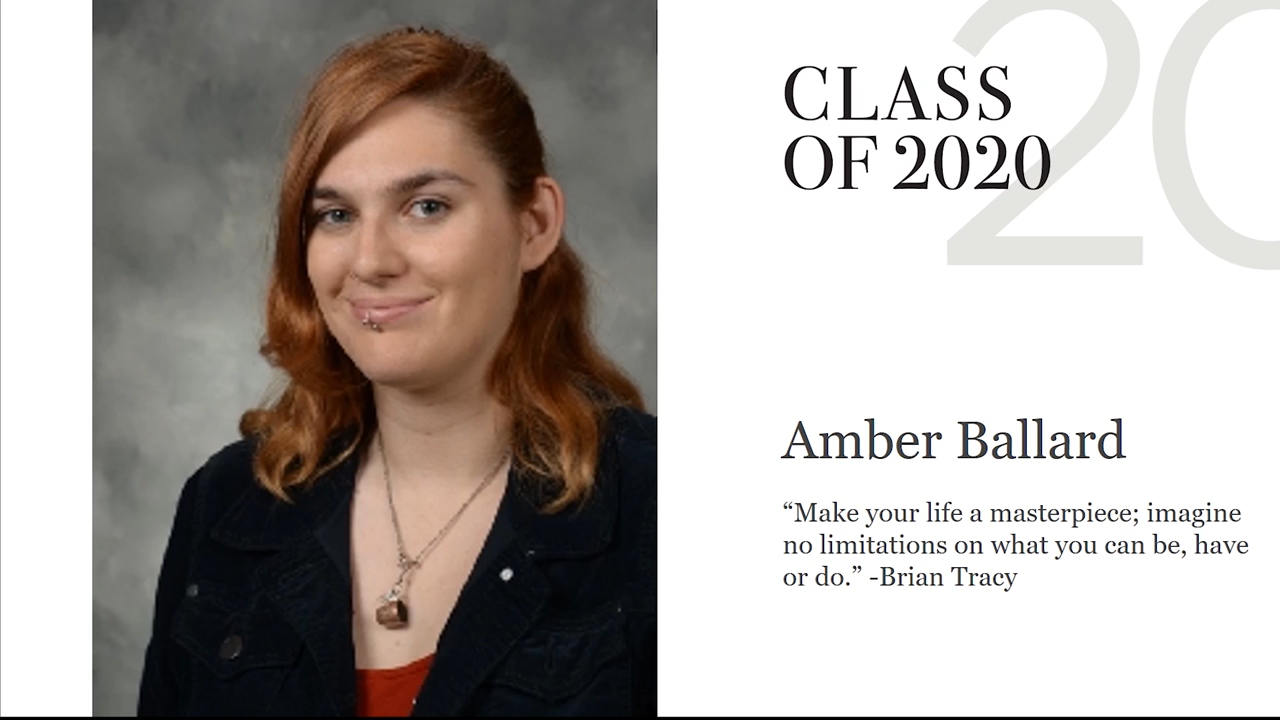 20
CLASS
OF 2020
Amber Ballard
“Make your life a masterpiece; imagine
no limitations on what you can be, have
or do.” -Brian Tracy